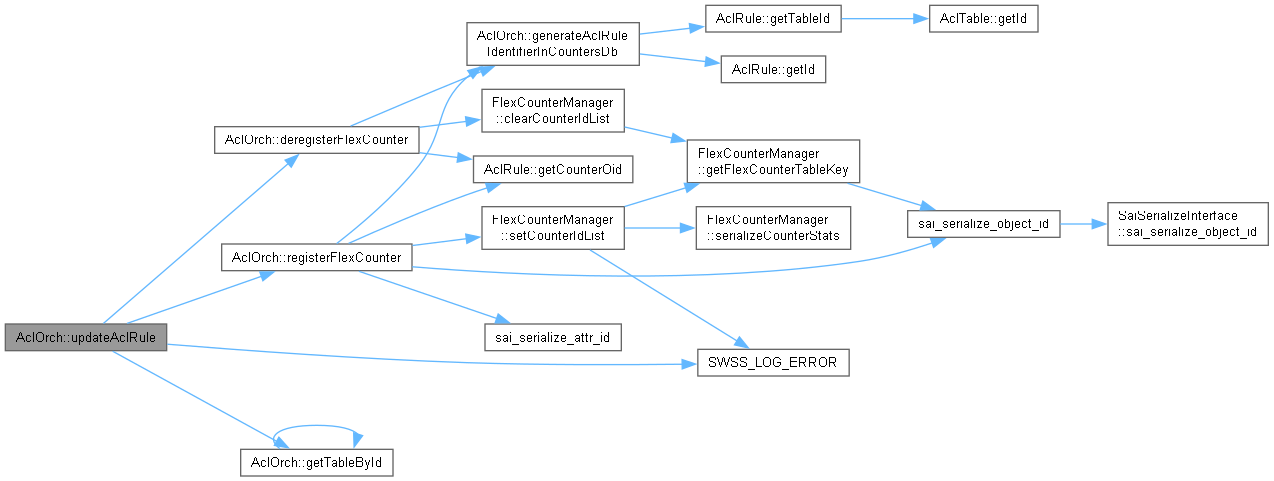 AclOrch::updateAclRule
AclOrch::deregisterFlexCounter
AclOrch::registerFlexCounter
AclOrch::getTableById
AclOrch::generateAclRule
IdentifierInCountersDb
FlexCounterManager
::clearCounterIdList
AclRule::getCounterOid
FlexCounterManager
::setCounterIdList
sai_serialize_attr_id
AclRule::getTableId
AclRule::getId
FlexCounterManager
::getFlexCounterTableKey
FlexCounterManager
::serializeCounterStats
SWSS_LOG_ERROR
AclTable::getId
sai_serialize_object_id
SaiSerializeInterface
::sai_serialize_object_id